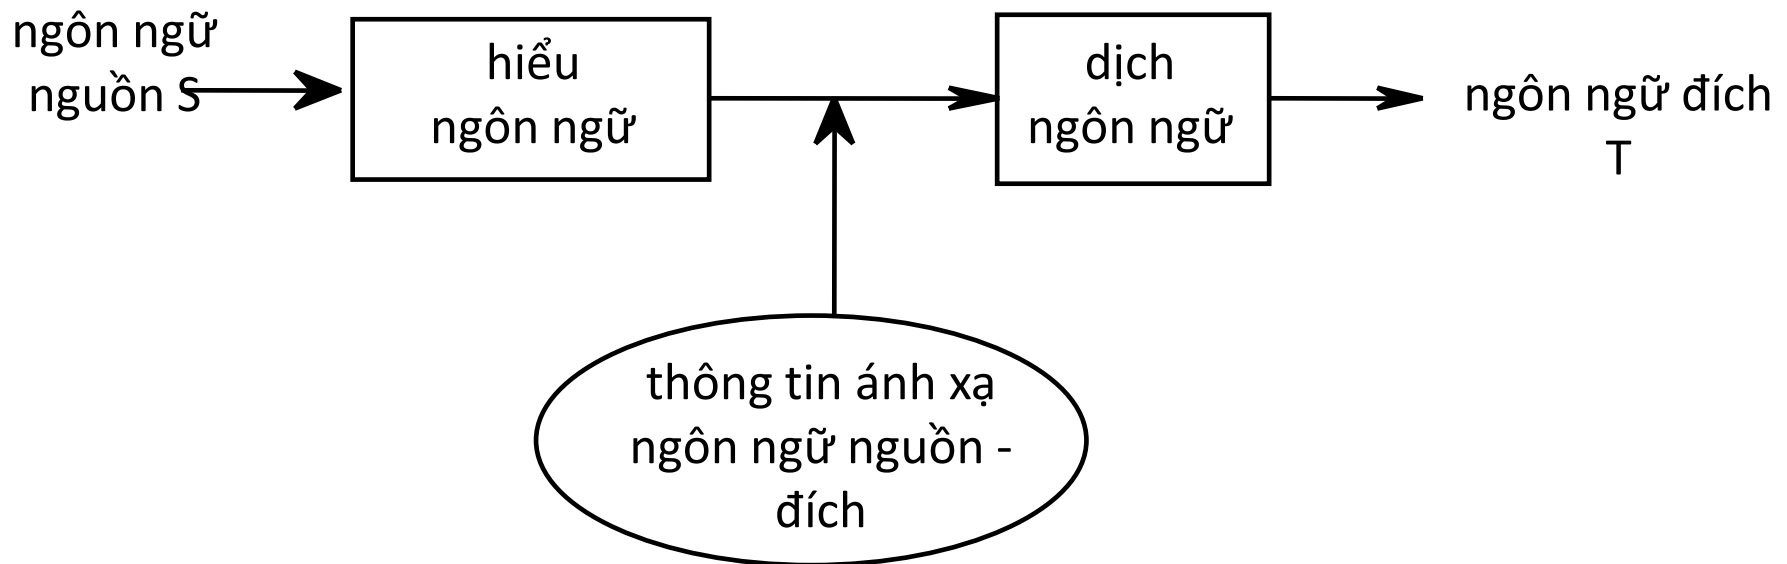 ngôn ngữ
nguồn S
hiểu
ngôn ngữ
dịch
ngôn ngữ
ngôn ngữ đích
T
thông tin ánh xạ
ngôn ngữ nguồn -
đích